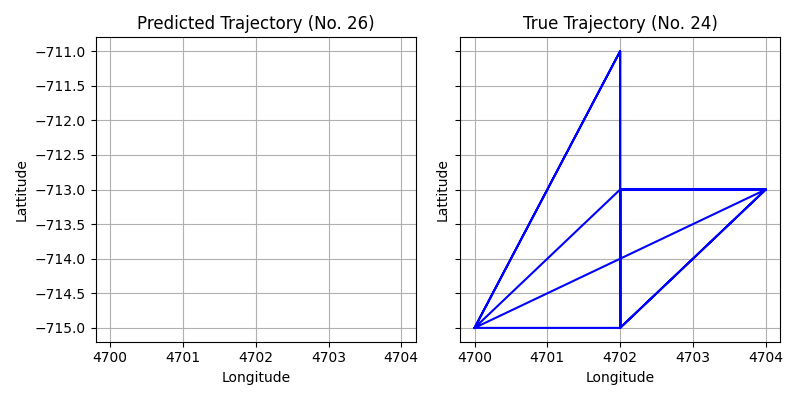 Predicted Trajectory (No. 26)
True Trajectory (No. 24)
Lattitude
−711.0
−711.5
−712.0
−712.5
−713.0
−713.5
−714.0
−714.5
−715.0
4700 4701 4702 4703 4704
Longitude
Lattitude
4700 4701 4702 4703 4704
Longitude